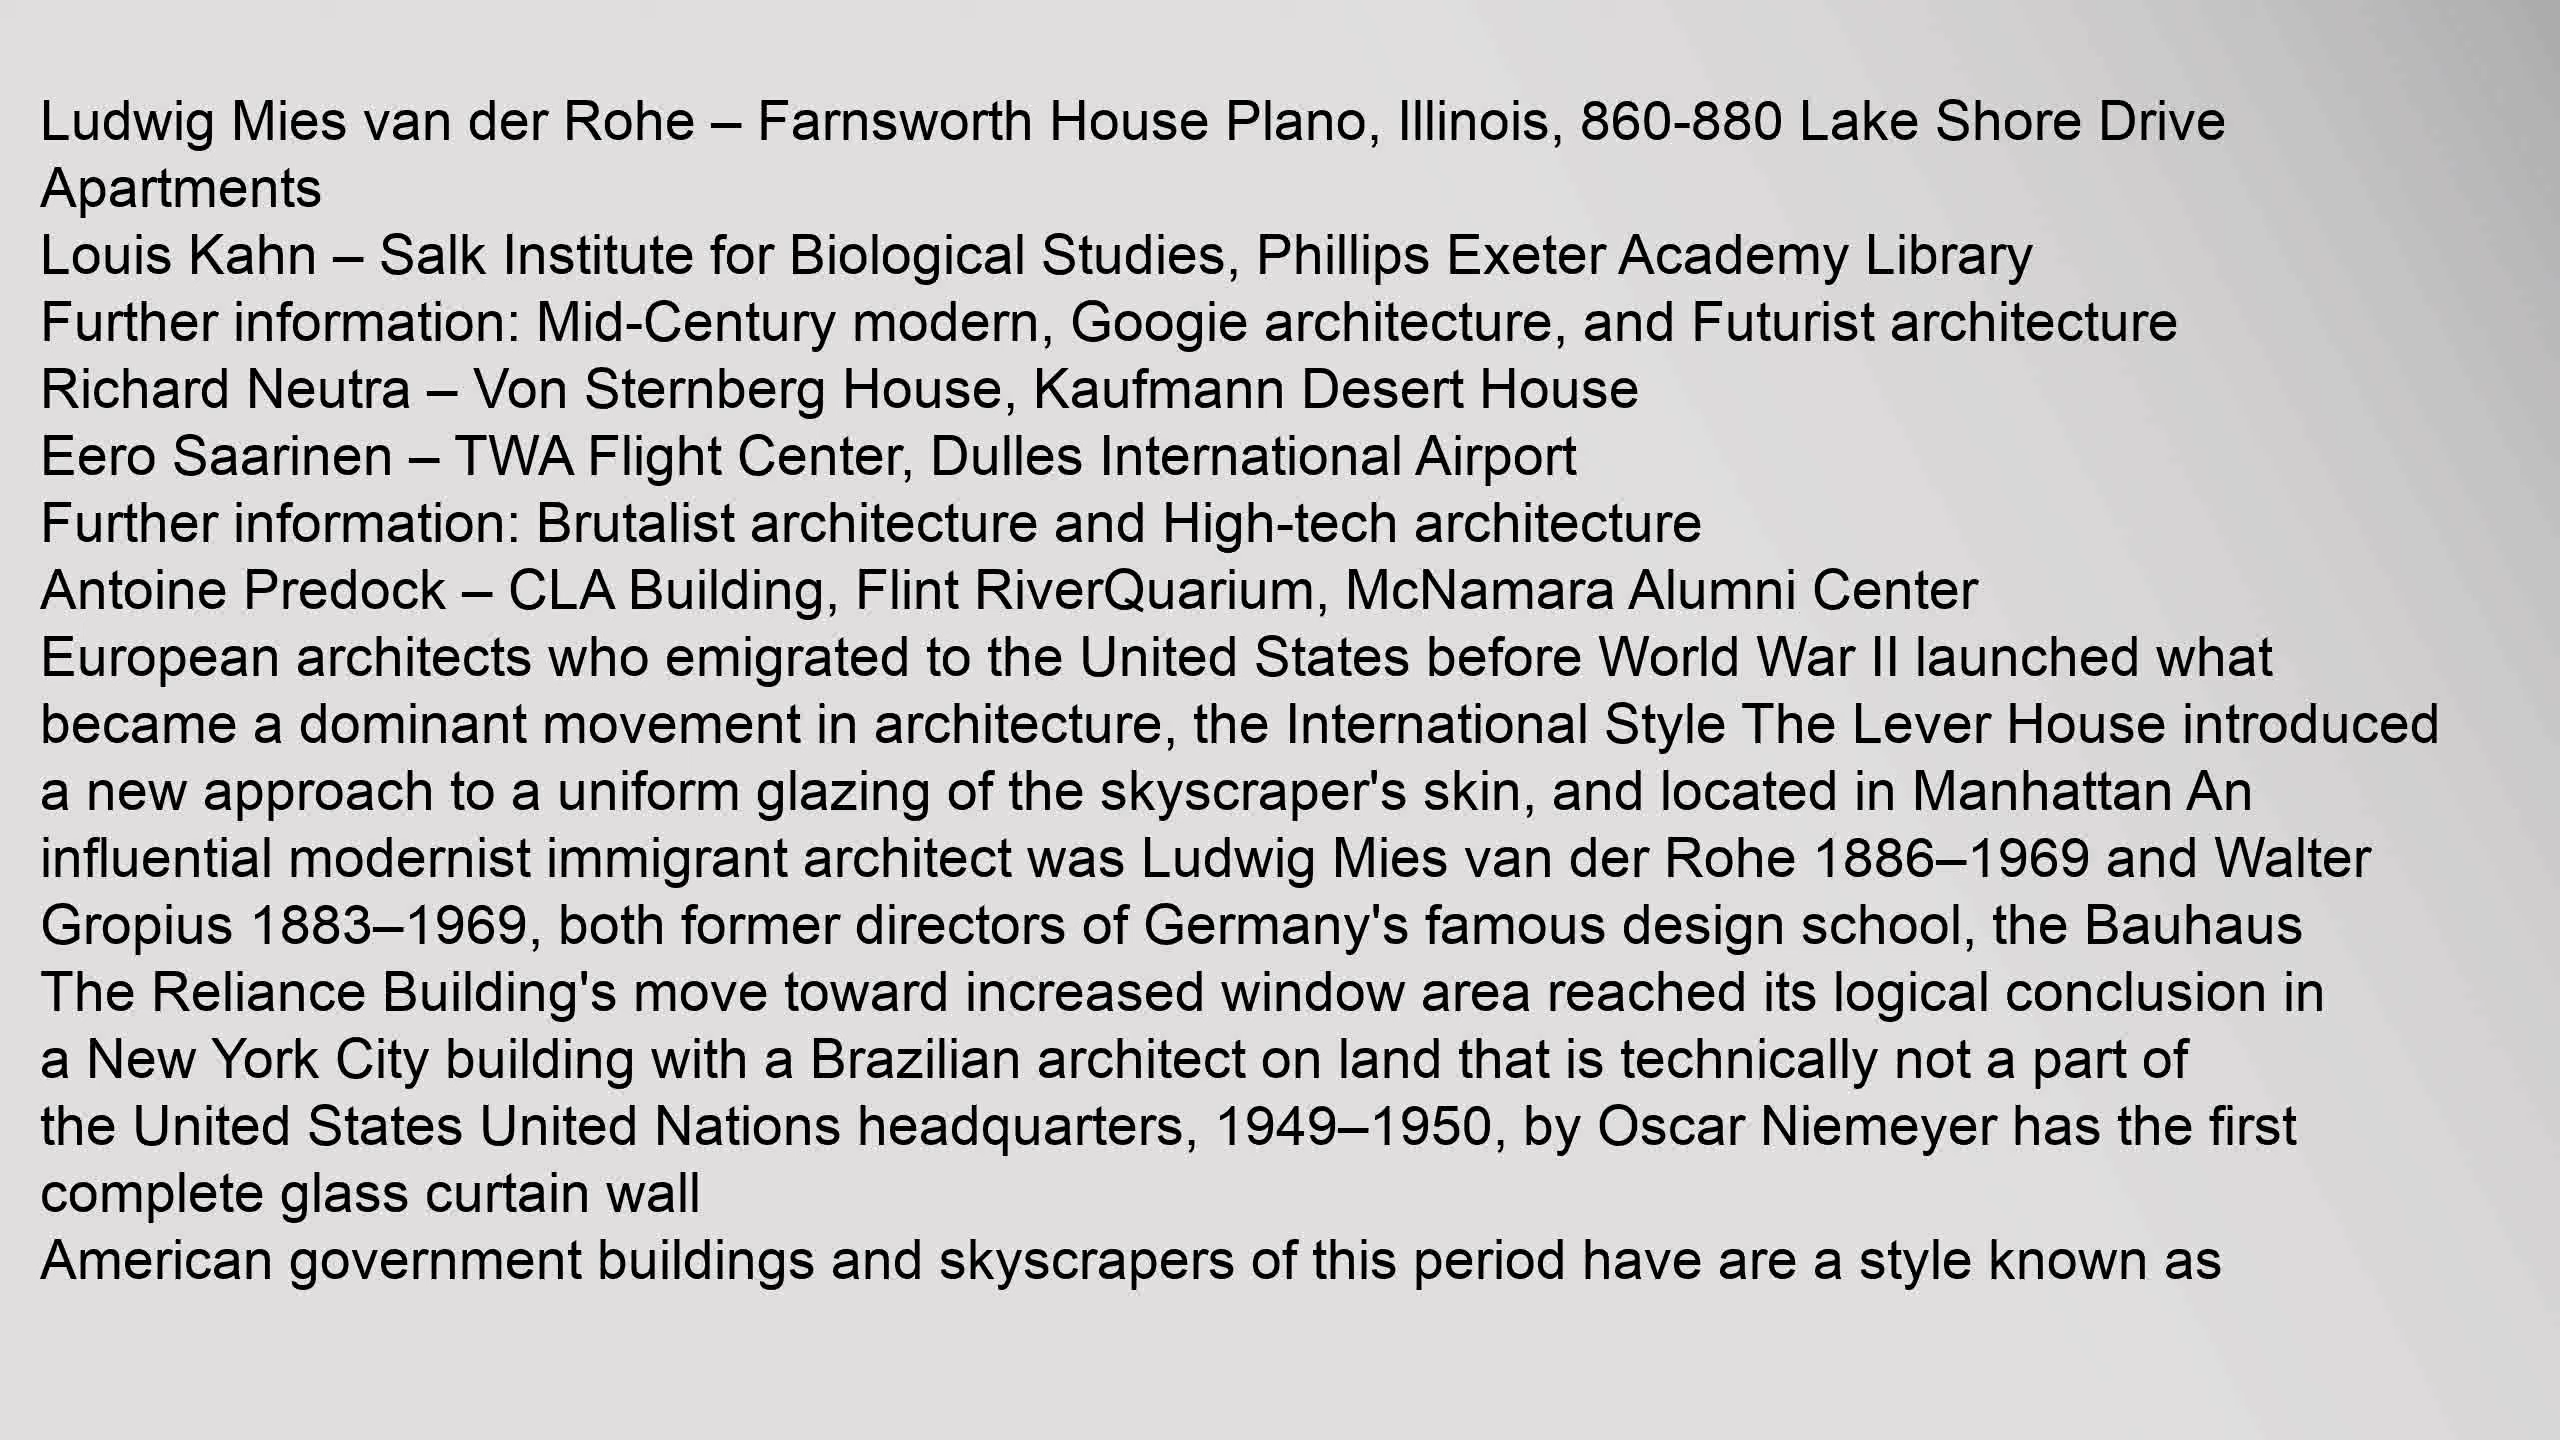 Ludwig Mies van der Rohe – Farnsworth House Plano, Illinois, 860-880 Lake Shore Drive
Apartments
Louis Kahn – Salk Institute for Biological Studies, Phillips Exeter Academy Library
Further information: Mid-Century modern, Googie architecture, and Futurist architecture
Richard Neutra – Von Sternberg House, Kaufmann Desert House
Eero Saarinen – TWA Flight Center, Dulles International Airport
Further information: Brutalist architecture and High-tech architecture
Antoine Predock – CLA Building, Flint RiverQuarium, McNamara Alumni Center
European architects who emigrated to the United States before World War II launched what
became a dominant movement in architecture, the International Style The Lever House introduced
a new approach to a uniform glazing of the skyscraper's skin, and located in Manhattan An
influential modernist immigrant architect was Ludwig Mies van der Rohe 1886–1969 and Walter
Gropius 1883–1969, both former directors of Germany's famous design school, the Bauhaus
The Reliance Building's move toward increased window area reached its logical conclusion in
a New York City building with a Brazilian architect on land that is technically not a part of
the United States United Nations headquarters, 1949–1950, by Oscar Niemeyer has the first
complete glass curtain wall
American government buildings and skyscrapers of this period have are a style known as